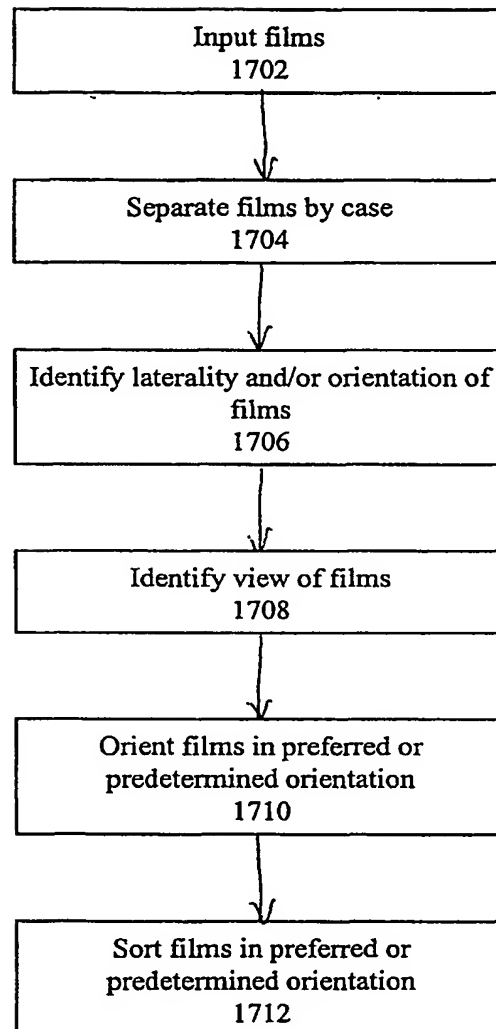 Input films
1702
Separate films by case
1704
Identify laterality and/or orientation of
films
1706
Identify view of films
1708
Orient films in preferred or
predetermined orientation
1710
Sort films in preferred or
predetermined orientation
1712